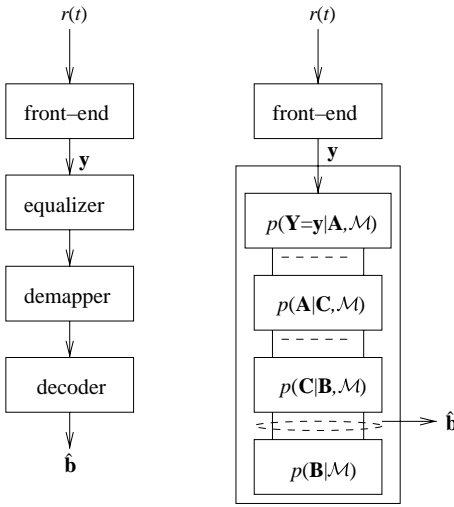 r(t)
front–end
y
equalizer
demapper
decoder
b̂
r(t)
front–end
y
p(Y=y|A,ℳ)
p(A|C,ℳ)
p(C|B,ℳ)
b̂
p(B|ℳ)